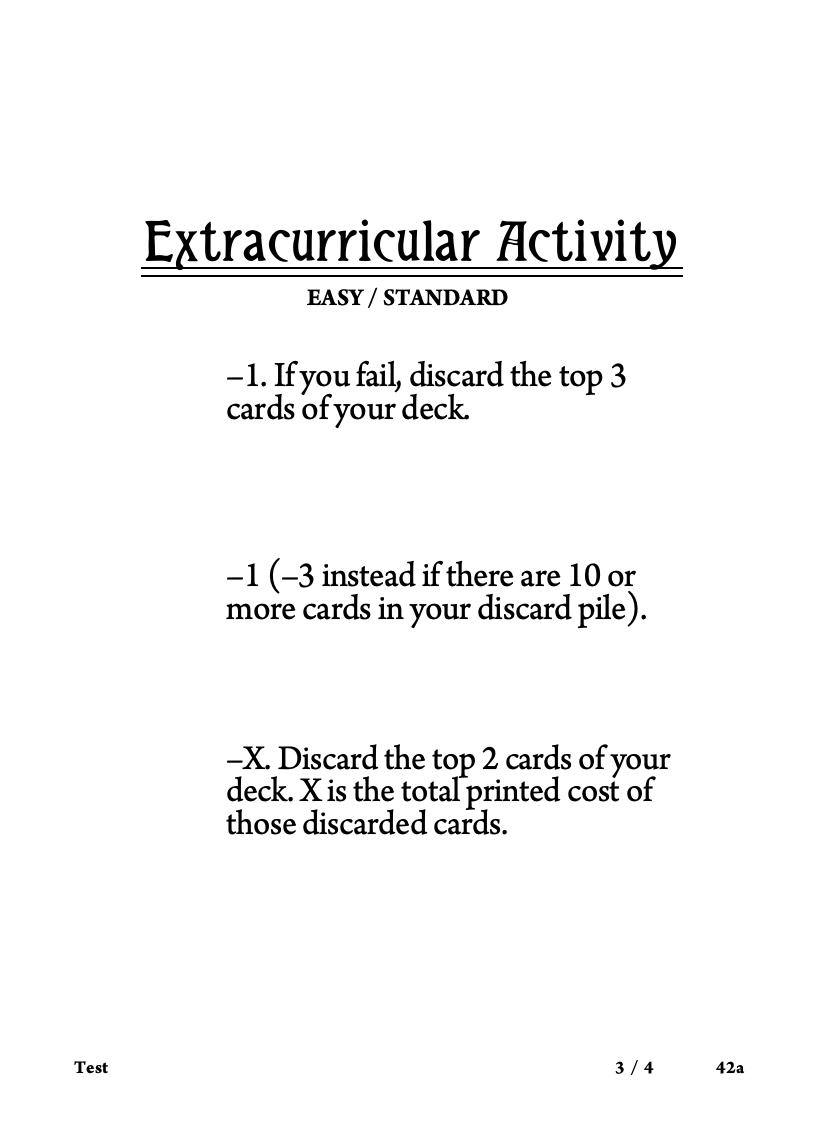 Extracurricular Activity
EASY / STANDARD
–1. If you fail, discard the top 3
cards of your deck.
–1 (–3 instead if there are 10 or
more cards in your discard pile).
–X. Discard the top 2 cards of your
deck. X is the total printed cost of
those discarded cards.
Test 3 / 4 42a